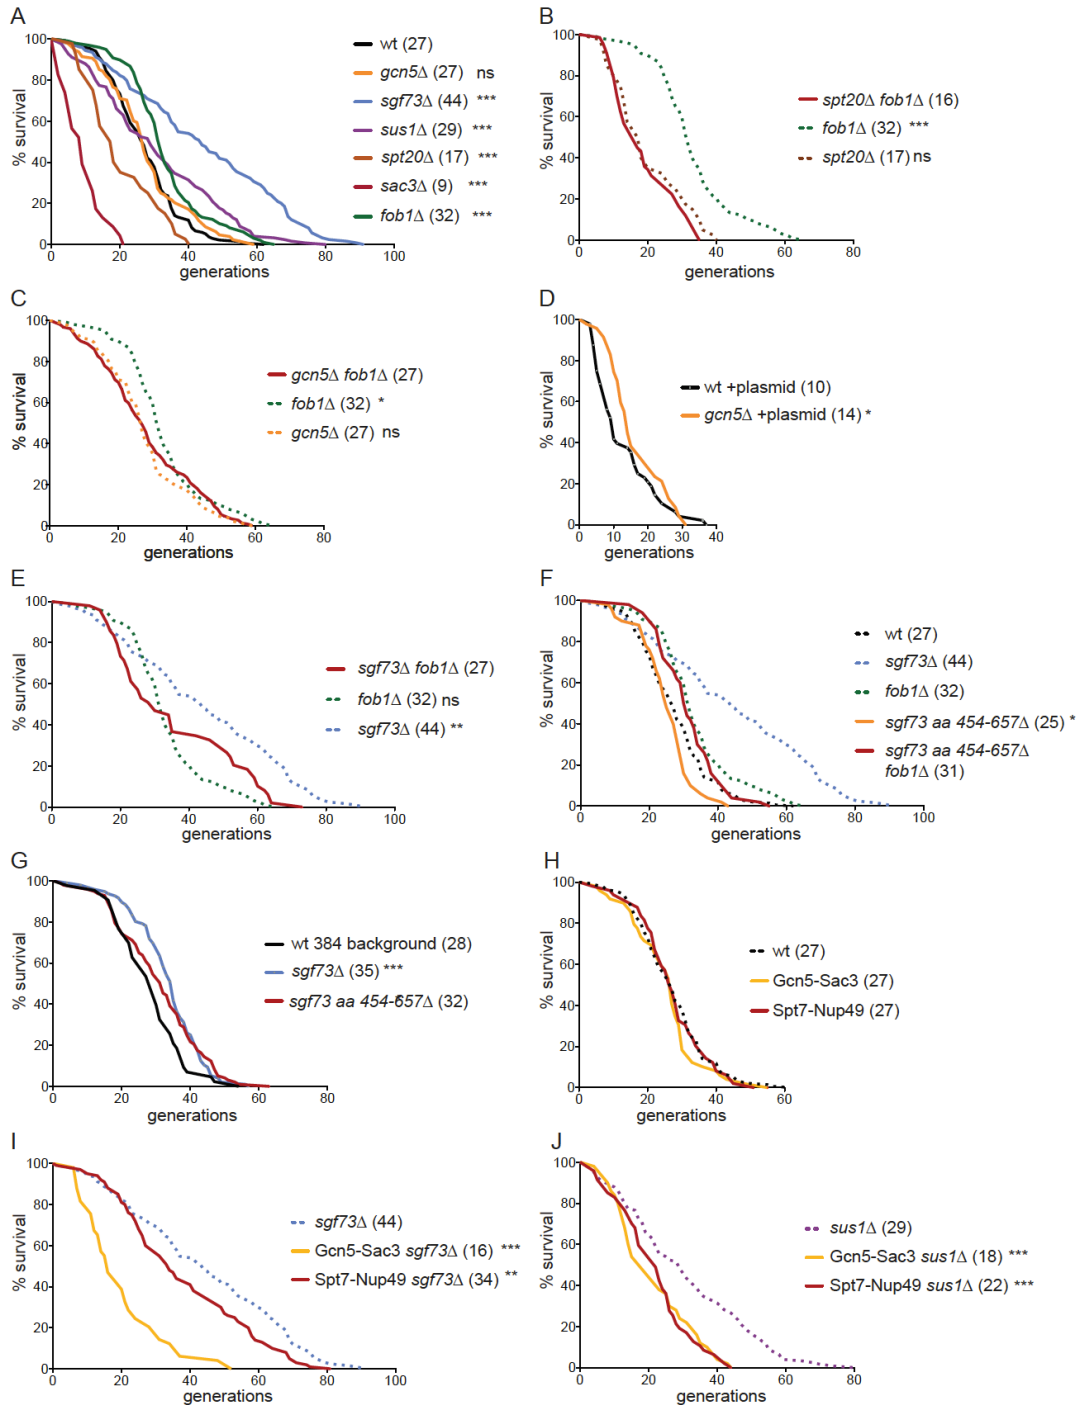 A
% survival
100
80
60
40
20
0
0 20 40 60 80 100
generations
wt (27)
gcn5Δ (27) ns
sgf73Δ (44) ***
sus1Δ (29) ***
spt20Δ (17) ***
sac3Δ (9) ***
fob1Δ (32) ***
B
% survival
100
80
60
40
20
0
0 20 40 60 80
generations
spt20Δ fob1Δ (16)
fob1Δ (32) ***
spt20Δ (17) ns
C
% survival
100
80
60
40
20
0
0 20 40 60 80
generations
gcn5Δ fob1Δ (27)
fob1Δ (32) *
gcn5Δ (27) ns
D
% survival
100
80
60
40
20
0
0 10 20 30 40
generations
wt +plasmid (10)
gcn5Δ +plasmid (14) *
E
% survival
100
80
60
40
20
0
0 20 40 60 80 100
generations
sgf73Δ fob1Δ (27)
fob1Δ (32) ns
sgf73Δ (44) **
F
% survival
100
80
60
40
20
0
0 20 40 60 80 100
generations
wt (27)
sgf73Δ (44)
fob1Δ (32)
sgf73 aa 454-657Δ (25) *
sgf73 aa 454-657Δ
fob1Δ (31)
G
% survival
100
80
60
40
20
0
0 20 40 60 80
generations
wt 384 background (28)
sgf73Δ (35) ***
sgf73 aa 454-657Δ (32)
H
% survival
100
80
60
40
20
0
0 20 40 60
generations
wt (27)
Gcn5-Sac3 (27)
Spt7-Nup49 (27)
I
% survival
100
80
60
40
20
0
0 20 40 60 80 100
generations
sgf73Δ (44)
Gcn5-Sac3 sgf73Δ (16) ***
Spt7-Nup49 sgf73Δ (34) **
J
% survival
100
80
60
40
20
0
0 20 40 60 80
generations
sus1Δ (29)
Gcn5-Sac3 sus1Δ (18) ***
Spt7-Nup49 sus1Δ (22) ***